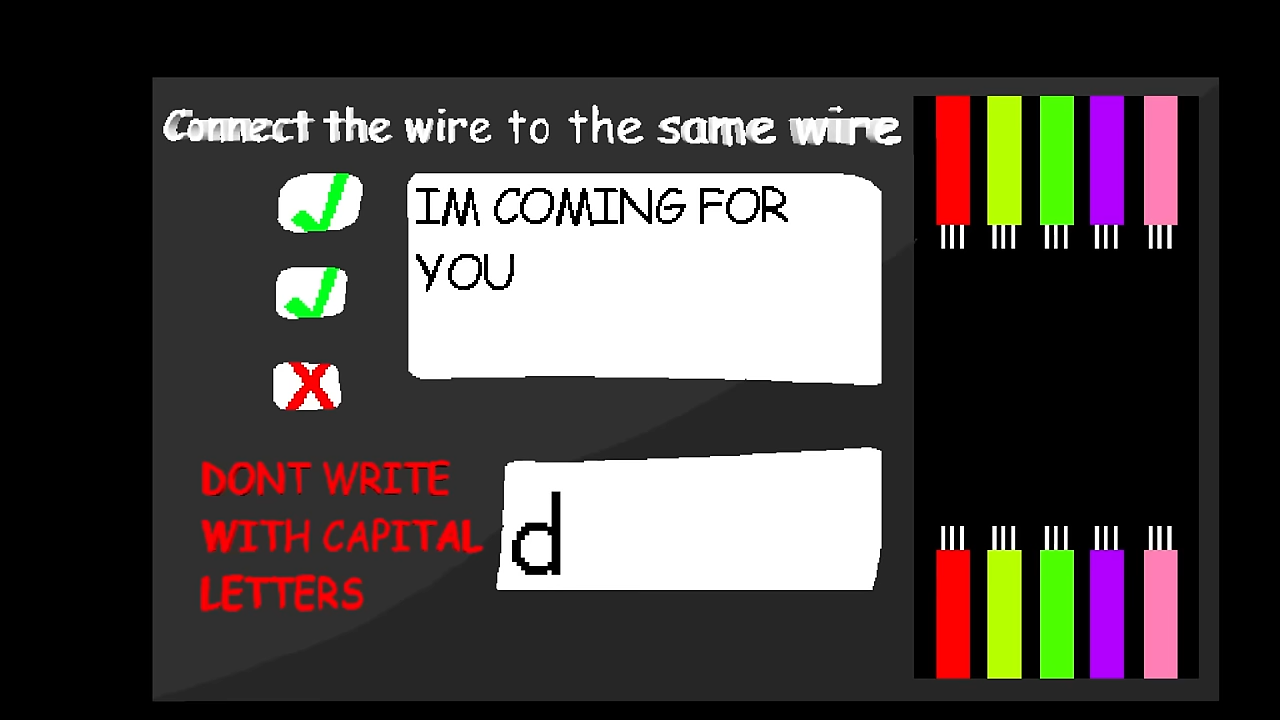 Connect the wire to the same wire
IM COMING FOR
YOU
DONT WRITE
WITH CAPITAL
LETTERS
d